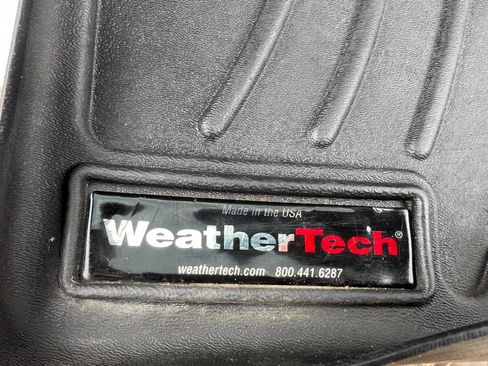 Made in the USA
WeatherTech®
weathertech.com 800.441.6287